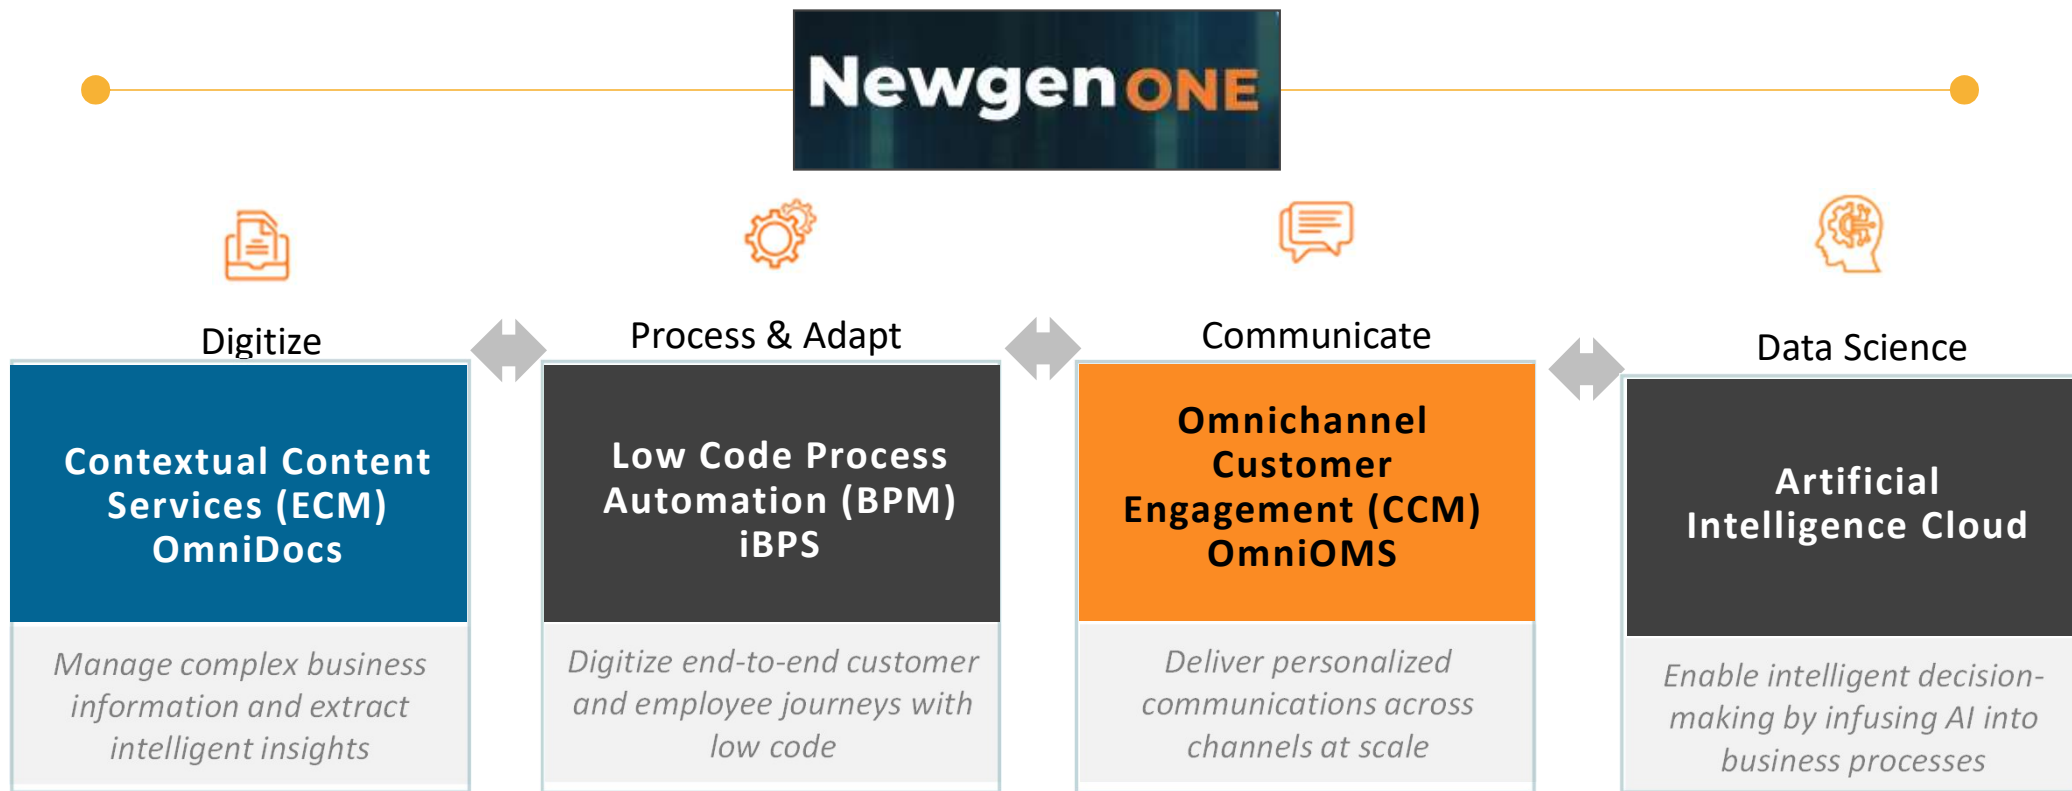 Newgen ONE
Digitize
Contextual Content
Services (ECM)
OmniDocs
Manage complex business
information and extract
intelligent insights
Process & Adapt
Low Code Process
Automation (BPM)
iBPS
Digitize end-to-end customer
and employee journeys with
low code
Communicate
Omnichannel
Customer
Engagement (CCM)
OmniOMS
Deliver personalized
communications across
channels at scale
Data Science
Artificial
Intelligence Cloud
Enable intelligent decision-
making by infusing AI into
business processes